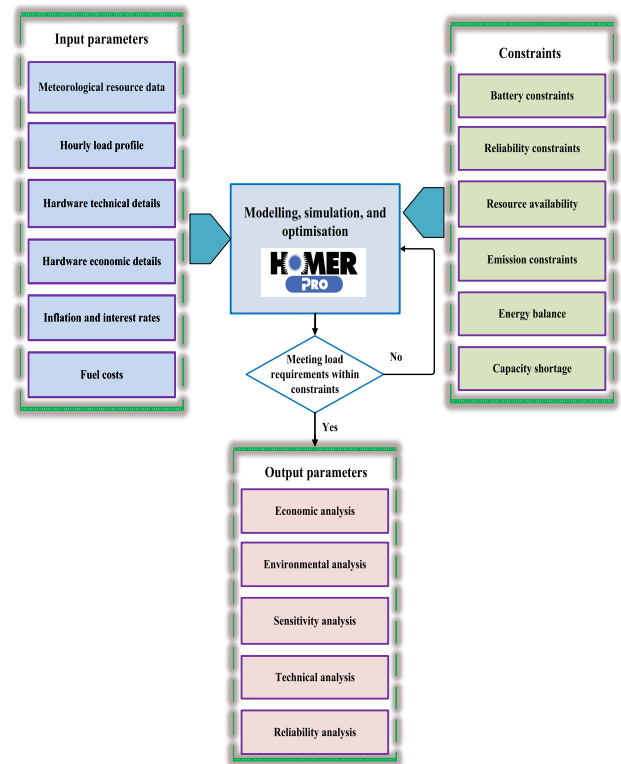 Input parameters
Meteorological resource data
Hourly load profile
Hardware technical details
Hardware economic details
Inflation and interest rates
Fuel costs
Modelling, simulation, and
optimisation
HOMER
Pro
Meeting load
requirements within
constraints
No
Yes
Constraints
Battery constraints
Reliability constraints
Resource availability
Emission constraints
Energy balance
Capacity shortage
Output parameters
Economic analysis
Environmental analysis
Sensitivity analysis
Technical analysis
Reliability analysis